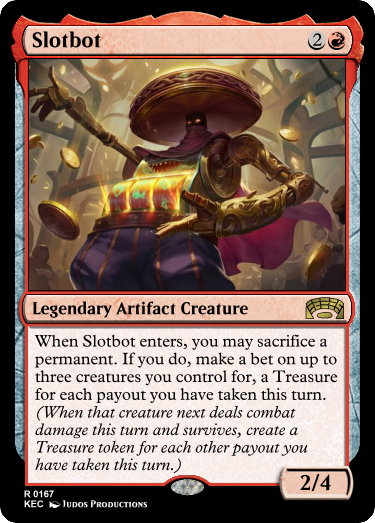 Slotbot
2
Legendary Artifact Creature
When Slotbot enters, you may sacrifice a
permanent. If you do, make a bet on up to
three creatures you control for, a Treasure
for each payout you have taken this turn.
(When that creature next deals combat
damage this turn and survives, create a
Treasure token for each other payout you
have taken this turn.)
2/4
R 0167
KEC JUDOS PRODUCTIONS